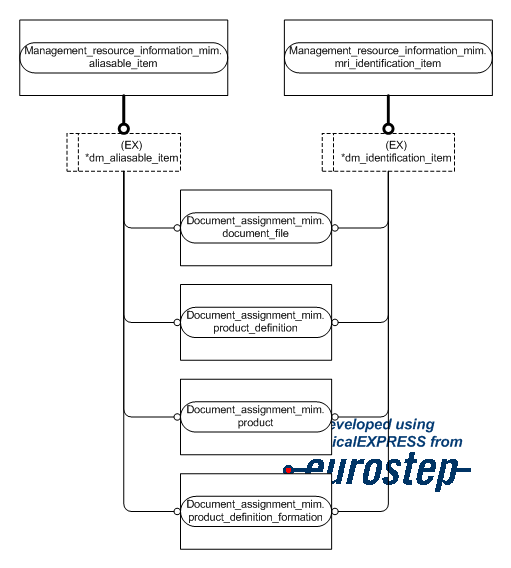 Management_resource_information_mim.
aliasable_item
Management_resource_information_mim.
mri_identification_item
(EX)
*dm_aliasable_item
(EX)
*dm_identification_item
Document_assignment_mim.
document_file
Document_assignment_mim.
product_definition
Document_assignment_mim.
product
eveloped using
icalEXPRESS from
eurostep
Document_assignment_mim.
product_definition_formation